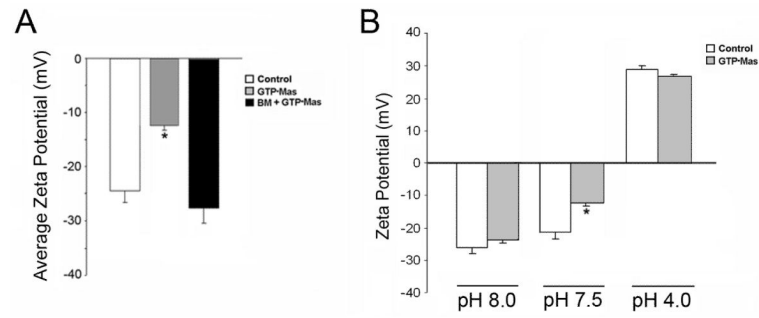 A
Average Zeta Potential (mV)
0
-10
-20
-30
-40
*
Control
GTP-Mas
BM + GTP-Mas
B
Zeta Potential (mV)
40
30
20
10
0
-10
-20
-30
-40
*
Control
GTP-Mas
pH 8.0
pH 7.5
pH 4.0